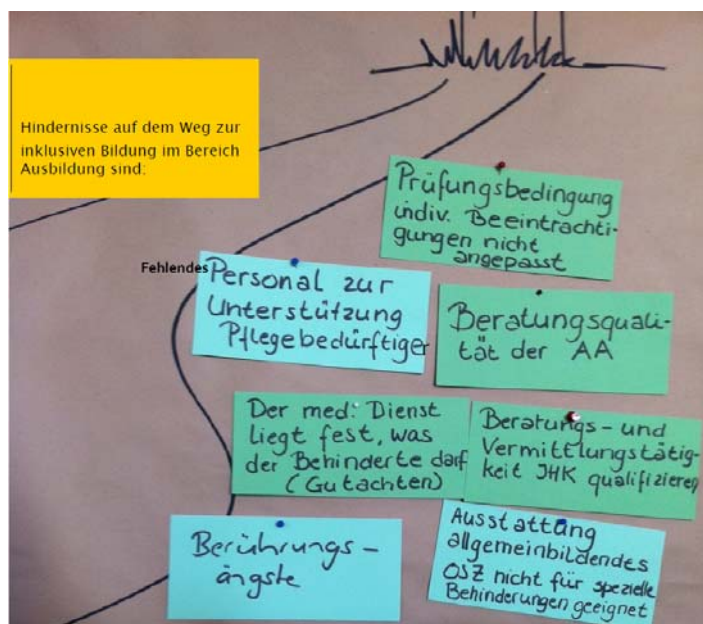 Hindernisse auf dem Weg zur
inklusiven Bildung im Bereich
Ausbildung sind:
Prüfungsbedingung
indiv. Beeintrachti-
gungen nicht
angepasst
Fehlendes
Personal zur
Unterstützung
Pflegebedürftiger
Beratungsquali-
tät der AA
Der med. Dienst
liegt fest, was
der Behinderte darf
(Gutachten)
Beratungs- und
Vermittlungstätig-
keit IHK qualifizieren
Berührungs-
ängste
Ausstattung
allgemeinbildendes
OSZ nicht für spezielle
Behinderungen geeignet